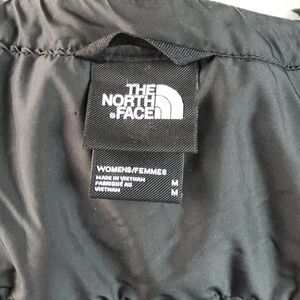 THE
NORTH
FACE
WOMENS/FEMMES
MADE IN VIETNAM M
FABRIQUÉ AU
VIETNAM M